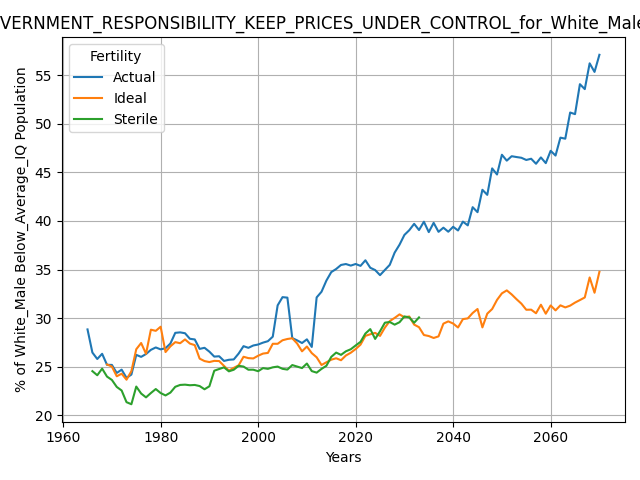 VERNMENT_RESPONSIBILITY_KEEP_PRICES_UNDER_CONTROL_for_White_Male
Fertility
Actual
Ideal
Sterile
% of White_Male Below_Average_IQ Population
55
50
45
40
35
30
25
20
1960 1980 2000 2020 2040 2060
Years